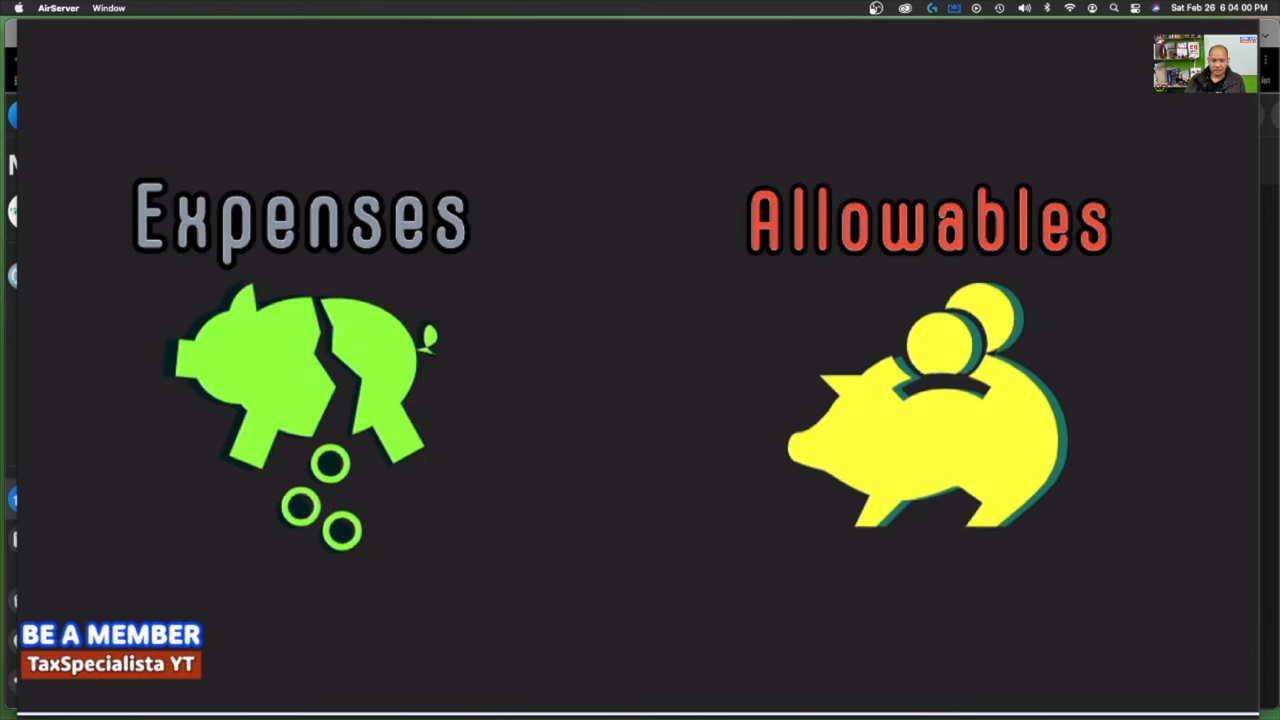 AirServer Window Sat Feb 26 6 04 00 PM
Expenses
Allowables
BE A MEMBER
TaxSpecialista YT